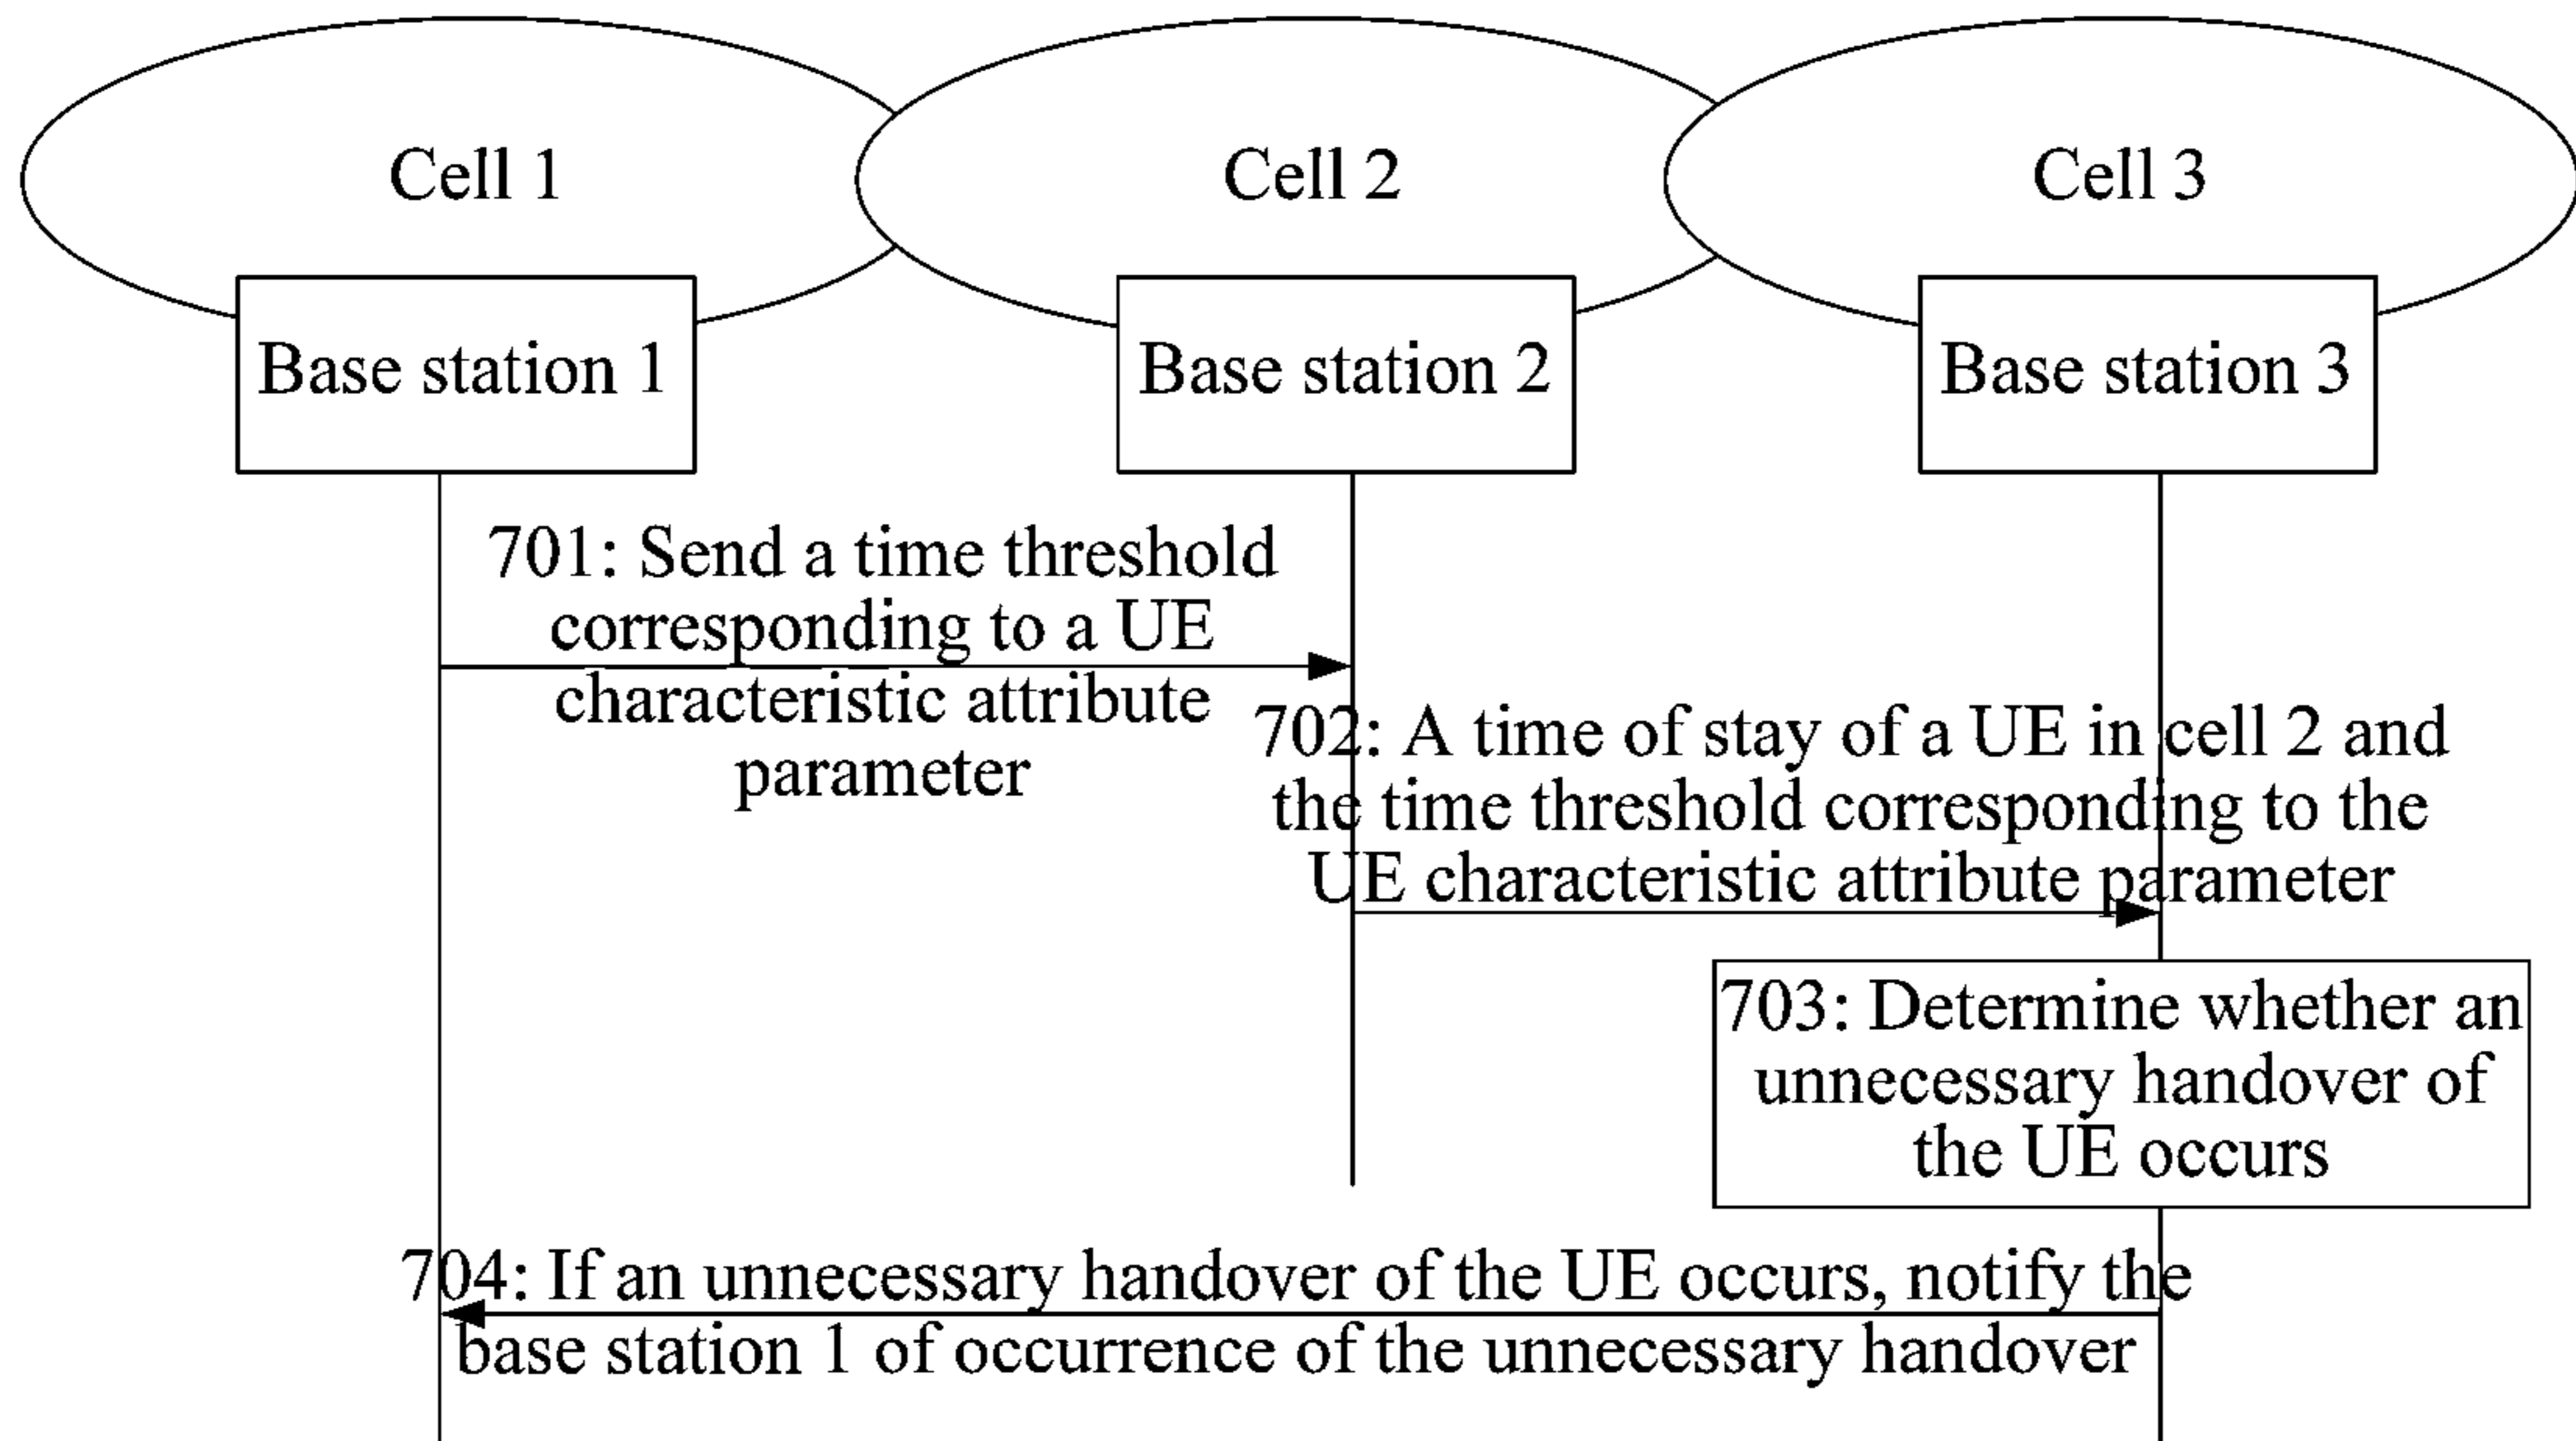 Cell 1
Cell 2
Cell 3
Base station 1
Base station 2
Base station 3
701: Send a time threshold
corresponding to a UE
characteristic attribute
parameter
702: A time of stay of a UE in cell 2 and
the time threshold corresponding to the
UE characteristic attribute parameter
703: Determine whether an
unnecessary handover of
the UE occurs
704: If an unnecessary handover of the UE occurs, notify the
base station 1 of occurrence of the unnecessary handover